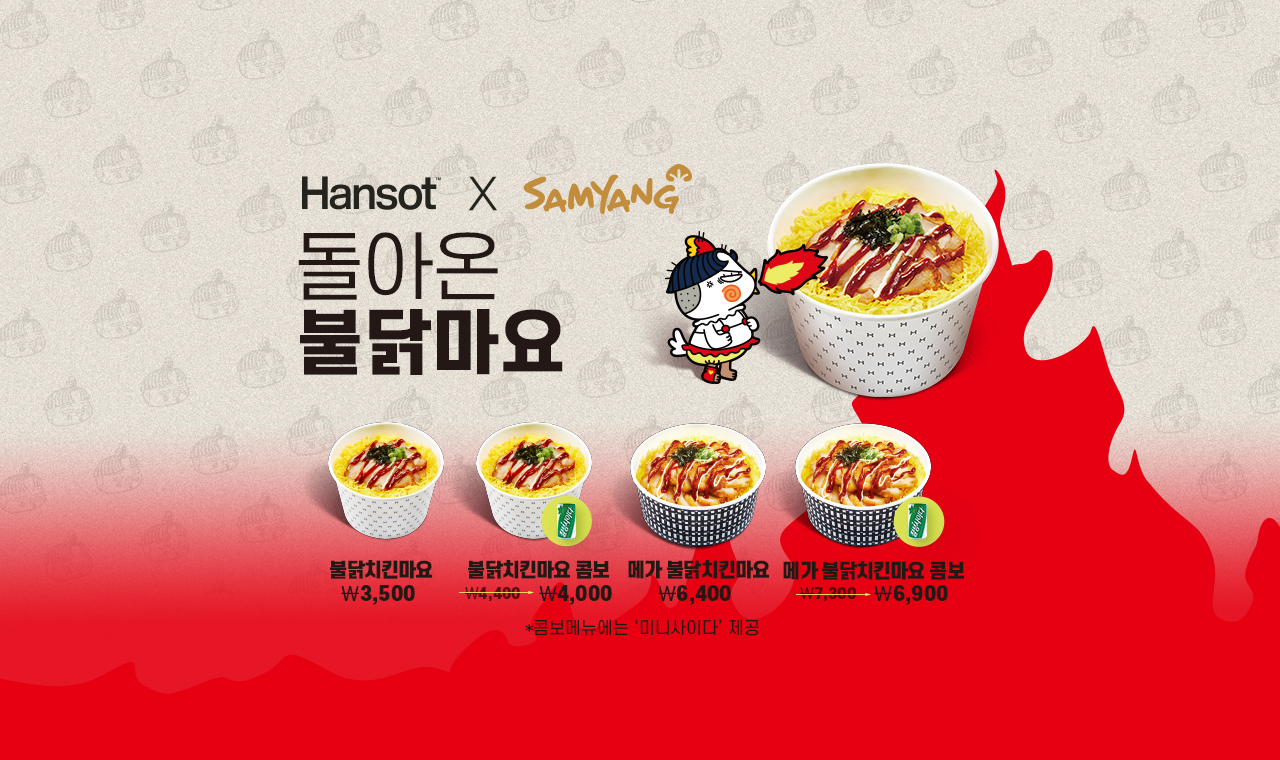 Hansot™ X SAMYANG
돌아온
불닭마요
불닭치킨마요
₩3,500
불닭치킨마요 콤보
₩4,400 ₩4,000
메가 불닭치킨마요
₩6,400
메가 불닭치킨마요 콤보
₩7,300 ₩6,900
*콤보메뉴에는 '미니사이다' 제공